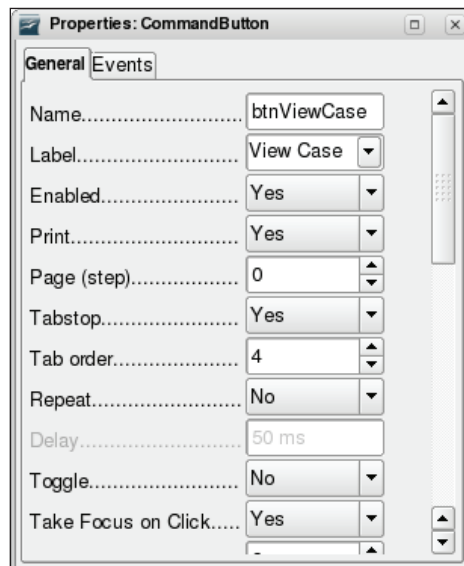 Properties: CommandButton
General Events
Name........................... btnViewCase
Label........................... View Case
Enabled........................ Yes
Print............................ Yes
Page (step).................. 0
Tabstop....................... Yes
Tab order..................... 4
Repeat........................ No
Delay.......................... 50 ms
Toggle......................... No
Take Focus on Click..... Yes